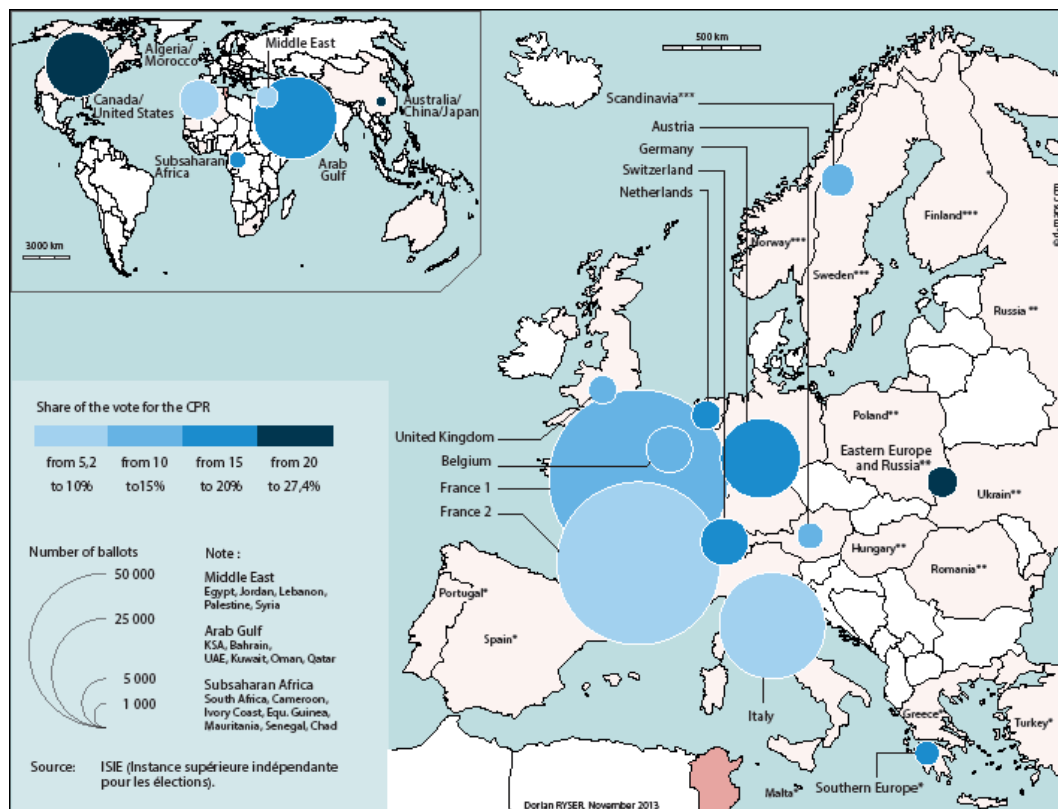 Algeria/
Morocco
Middle East
Canada/
United States
Australia/
China/Japan
Subsaharan
Africa
Arab
Gulf
3000 km
500 km
Scandinavia***
Austria
Germany
Switzerland
Netherlands
Norway***
Finland***
Sweden***
Russia **
Poland**
Eastern Europe
and Russia**
Ukrain**
Hungary**
Romania**
United Kingdom
Belgium
France 1
France 2
Portugal*
Spain*
Italy
Greece*
Turkey*
Malta*
Southern Europe*
Share of the vote for the CPR
from 5,2
to 10%
from 10
to15%
from 15
to 20%
from 20
to 27,4%
Number of ballots
50 000
25 000
5 000
1 000
Note :
Middle East
Egypt, Jordan, Lebanon,
Palestine, Syria
Arab Gulf
KSA, Bahrain,
UAE, Kuwait, Oman, Qatar
Subsaharan Africa
South Africa, Cameroon,
Ivory Coast, Equ. Guinea,
Mauritania, Senegal, Chad
Source: ISIE (Instance supérieure indépendante
pour les élections).
Dorian RYSER, November 2013
©d-maps.com